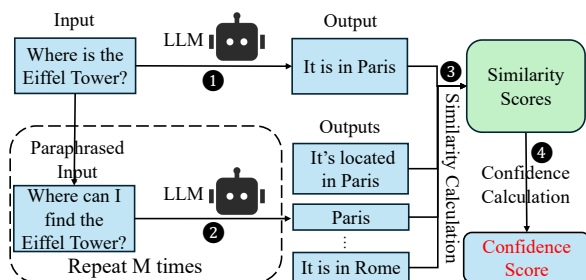 Input
LLM
Output
Where is the
Eiffel Tower?
1
It is in Paris
3
Similarity
Scores
Similarity Calculation
Paraphrased
Input
LLM
Where can I
find the
Eiffel Tower?
2
Repeat M times
Outputs
It's located
in Paris
Paris
...
It is in Rome
4
Confidence
Calculation
Confidence
Score